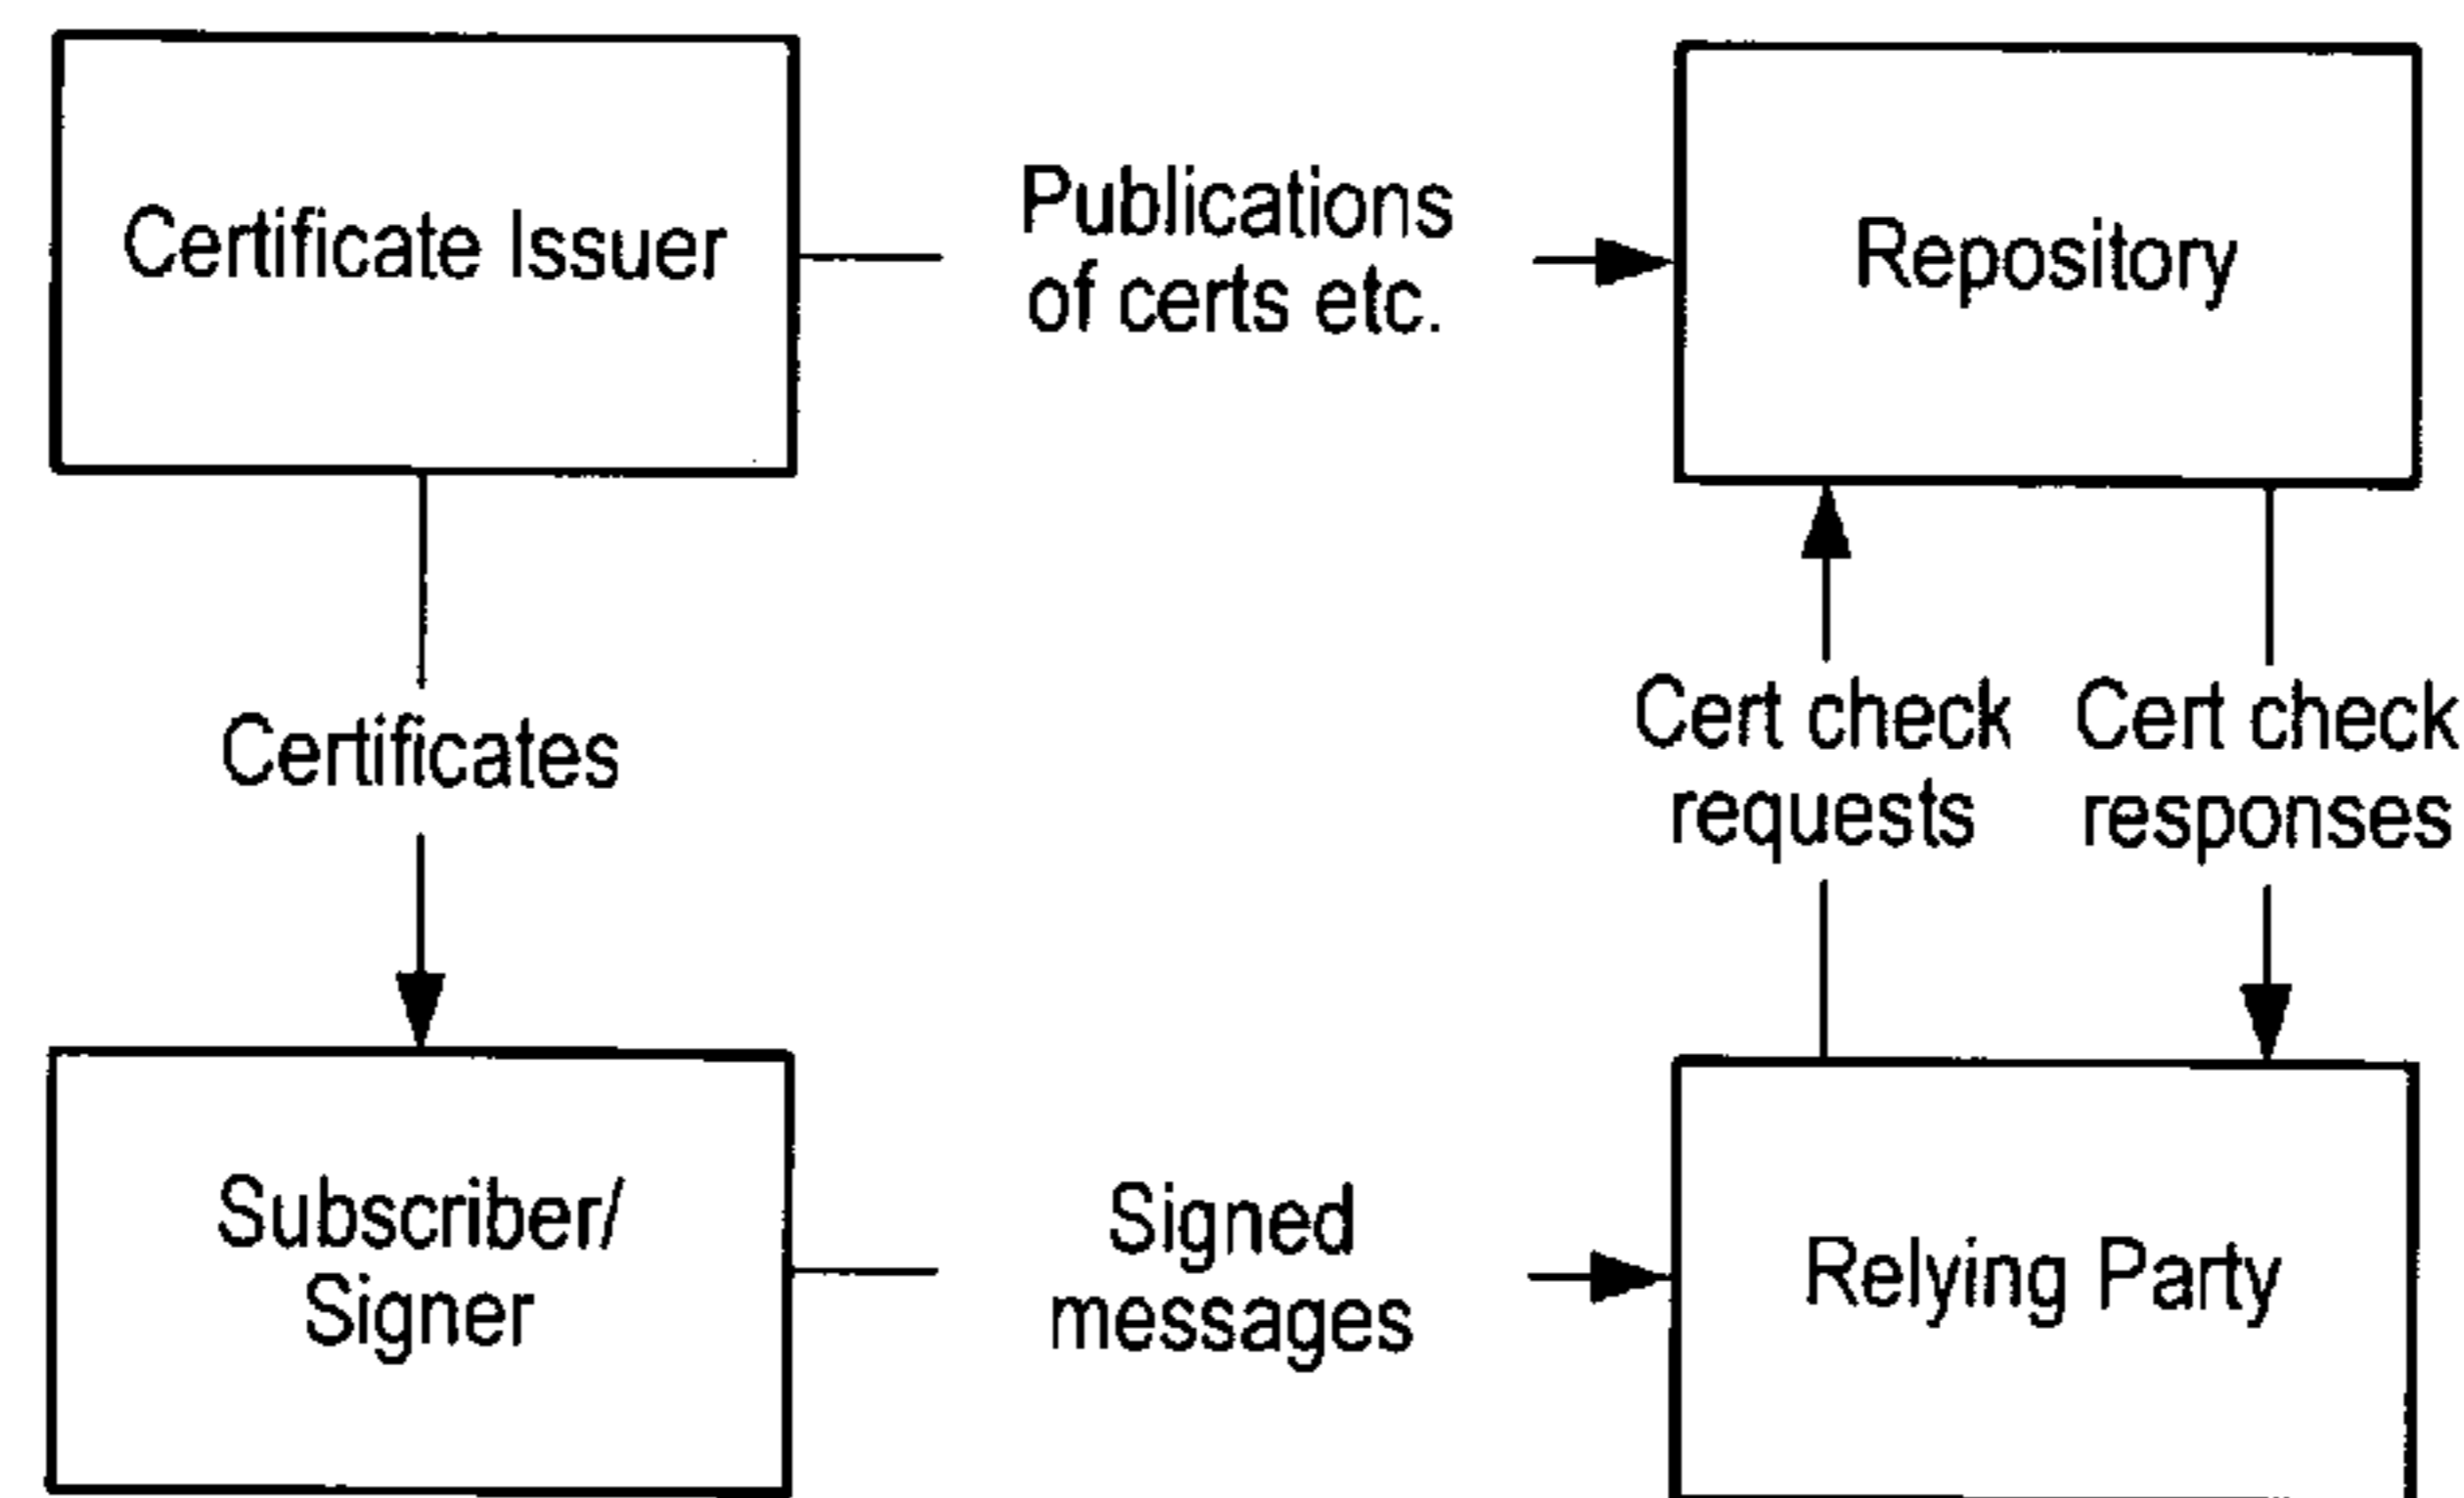 Certificate Issuer
Publications
of certs etc.
Repository
Certificates
Cert check
requests
Cert check
responses
Subscriber/
Signer
Signed
messages
Relying Party